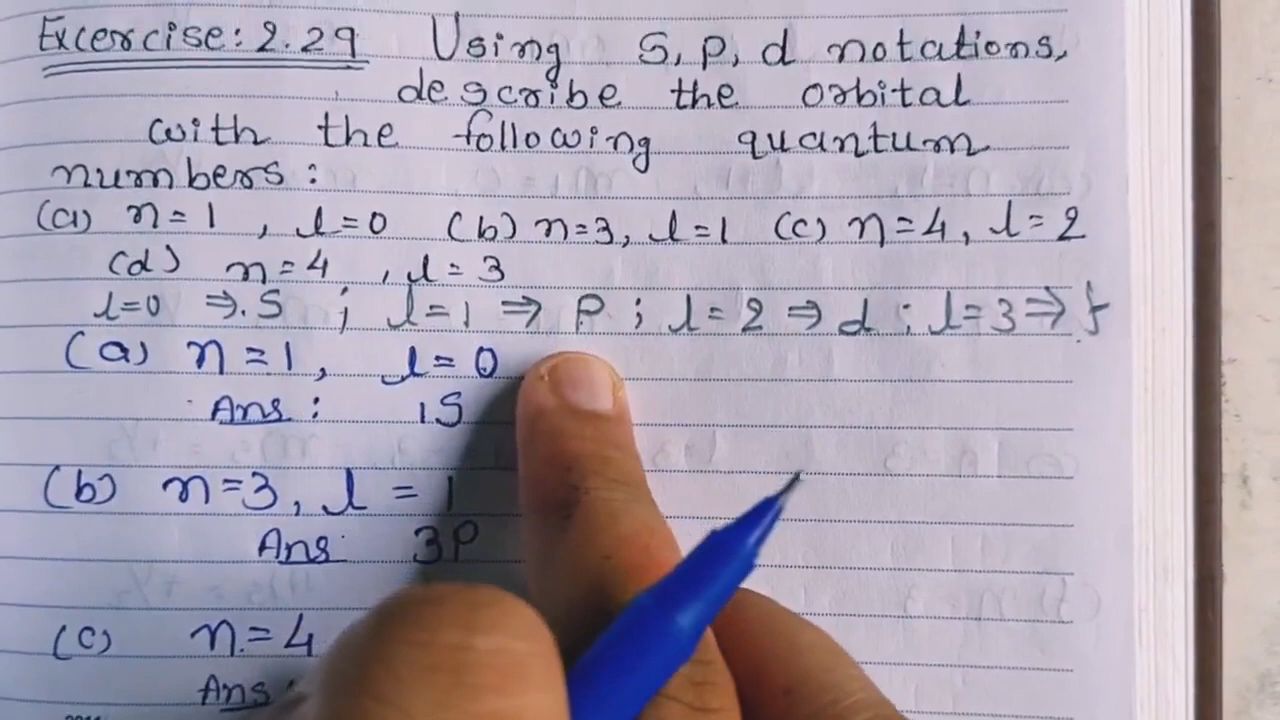 Excercise: 2.29 Using S, P, d notations,
describe the orbital
with the following quantum
numbers:
(a) n=1, l=0 (b) n=3, l=1 (c) n=4, l=2
(d) n=4, l=3
l=0 ⇒ S ; l=1 ⇒ P ; l=2 ⇒ d ; l=3 ⇒ f
(a) n=1, l=0
Ans: 1S
(b) n=3, l=1
Ans: 3P
(c) n=4
Ans: